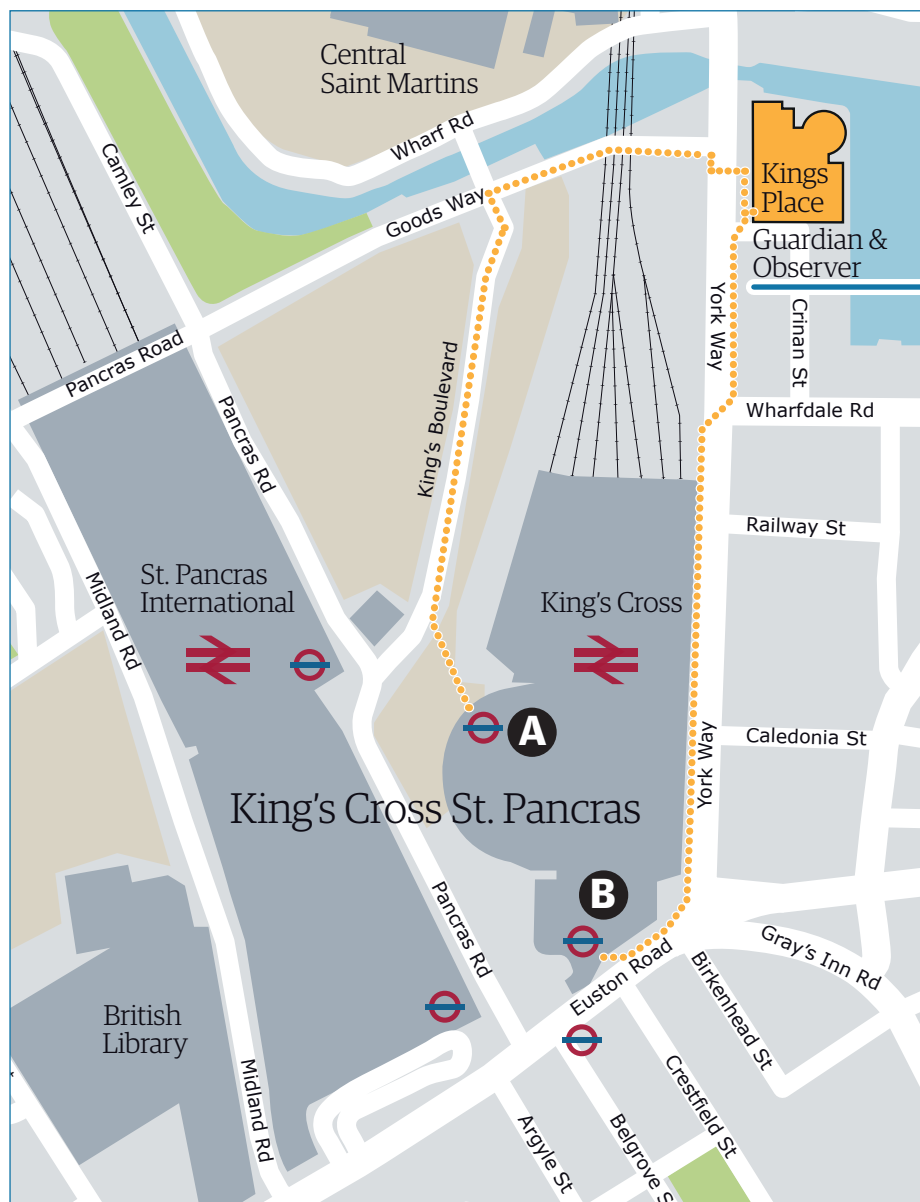 Central
Saint Martins
Wharf Rd
Camley St
Kings
Place
Goods Way
Guardian &
Observer
York Way
Crinan St
Pancras Road
Pancras Rd
King's Boulevard
Wharfdale Rd
Railway St
St. Pancras
International
King's Cross
Midland Rd
A
York Way
Caledonia St
King's Cross St. Pancras
B
Pancras Rd
Euston Road
Gray's Inn Rd
Birkenhead St
British
Library
Midland Rd
Crestfield St
Argyle St
Belgrove S